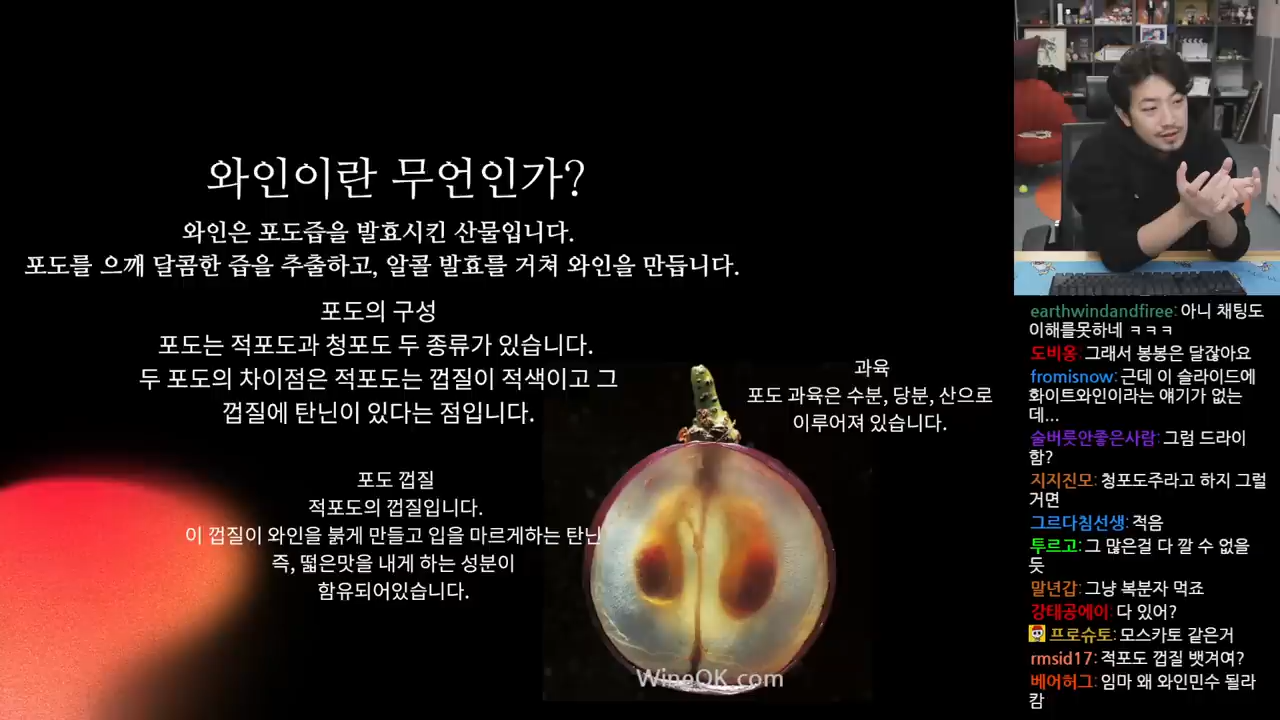 와인이란 무언인가?
와인은 포도즙을 발효시킨 산물입니다.
포도를 으깨 달콤한 즙을 추출하고, 알콜 발효를 거쳐 와인을 만듭니다.
포도의 구성
포도는 적포도과 청포도 두 종류가 있습니다.
두 포도의 차이점은 적포도는 껍질이 적색이고 그
껍질에 탄닌이 있다는 점입니다.
과육
포도 과육은 수분, 당분, 산으로
이루어져 있습니다.
포도 껍질
적포도의 껍질입니다.
이 껍질이 와인을 붉게 만들고 입을 마르게하는 탄닌
즉, 떫은맛을 내게 하는 성분이
함유되어있습니다.
WineOK.com
earthwindandfiree: 아니 채팅도
이해를못하네 ㅋㅋㅋ
도비옹: 그래서 봉봉은 달잖아요
fromisnow: 근데 이 슬라이드에
화이트와인이라는 얘기가 없는
데...
술버릇안좋은사람: 그럼 드라이
함?
지지진모: 청포도주라고 하지 그럴
거면
그르다침선생: 적음
투르고: 그 많은걸 다 깔 수 없을
듯
말년갑: 그냥 복분자 먹죠
강태공에이: 다 있어?
프로슈토: 모스카토 같은거
rmsid17: 적포도 껍질 뱃겨여?
베어허그: 임마 왜 와인민수 될라
캄